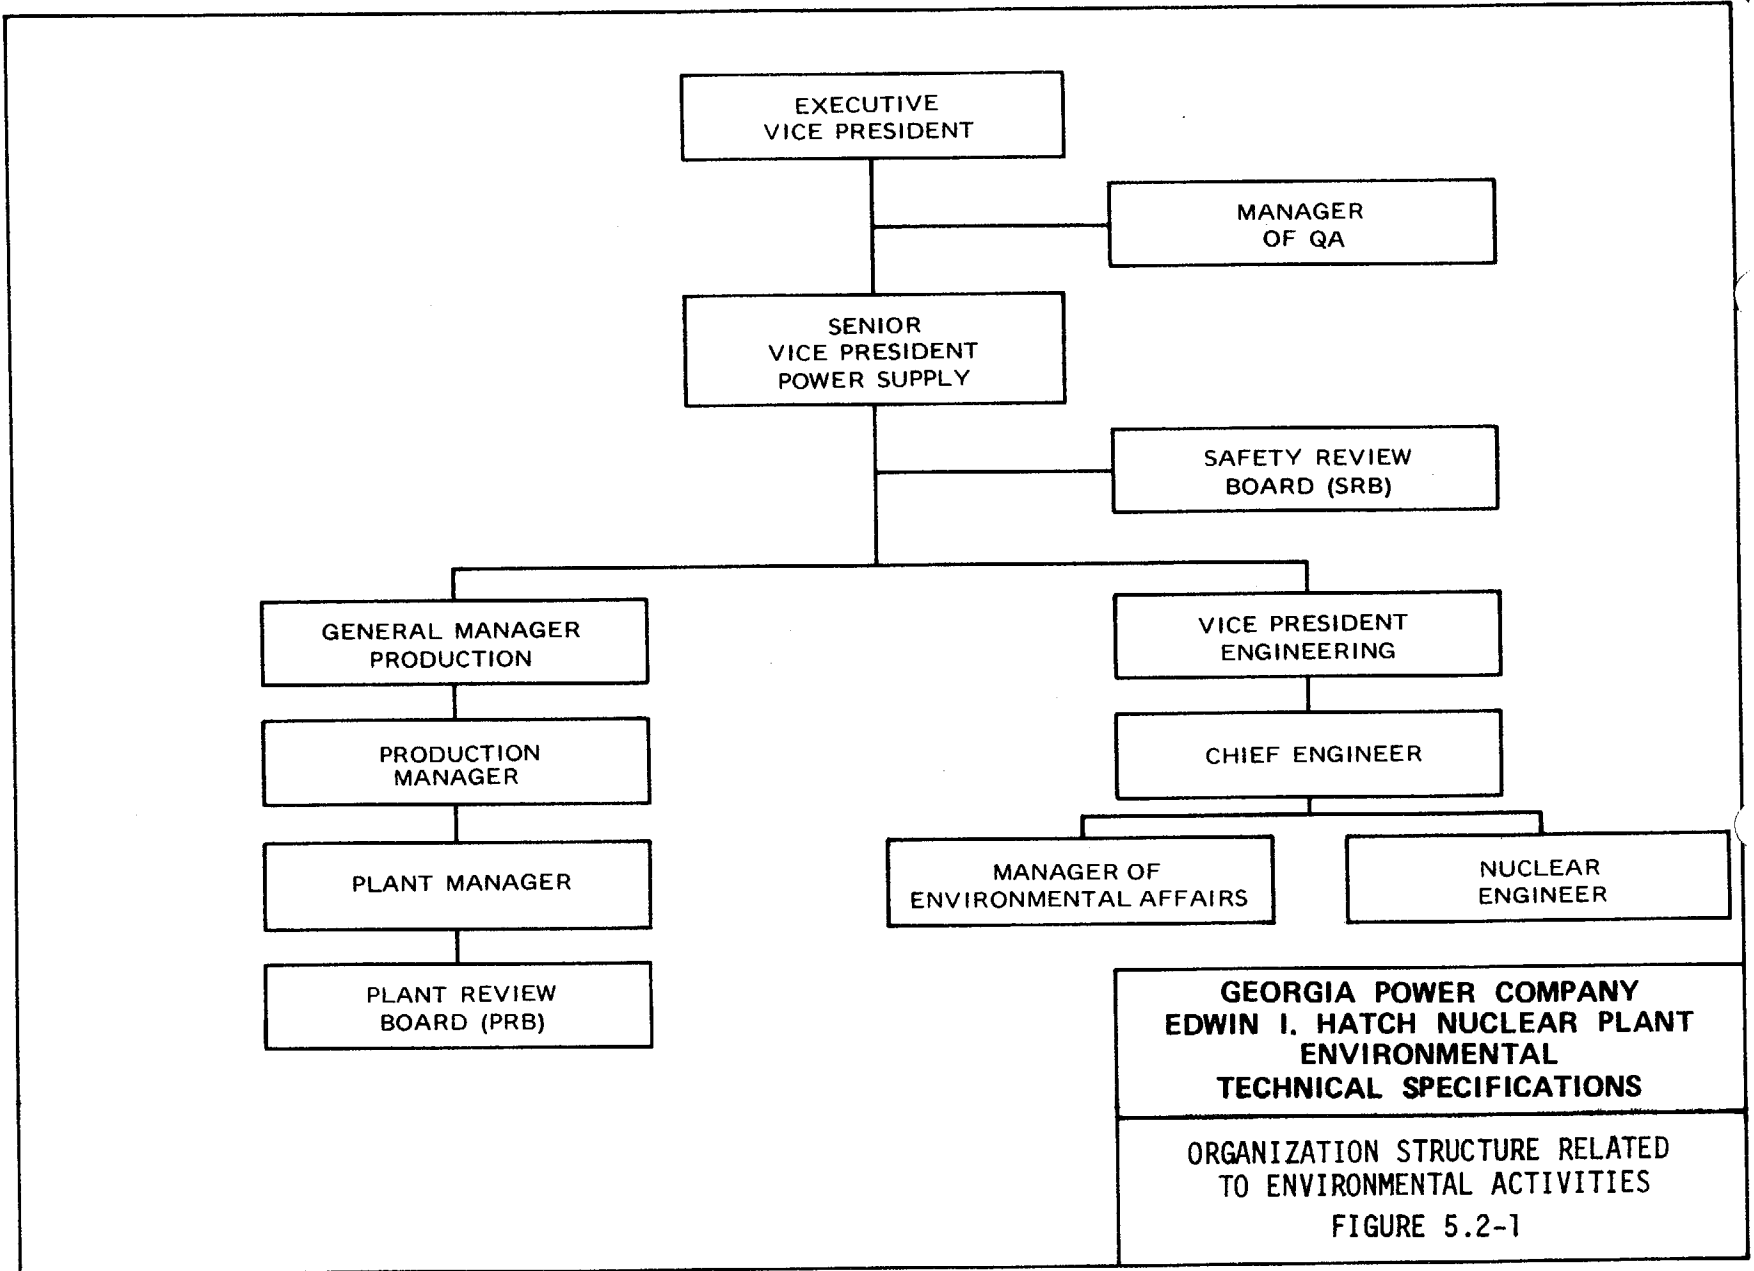 EXECUTIVE
VICE PRESIDENT
MANAGER
OF QA
SENIOR
VICE PRESIDENT
POWER SUPPLY
SAFETY REVIEW
BOARD (SRB)
GENERAL MANAGER
PRODUCTION
VICE PRESIDENT
ENGINEERING
PRODUCTION
MANAGER
CHIEF ENGINEER
PLANT MANAGER
MANAGER OF
ENVIRONMENTAL AFFAIRS
NUCLEAR
ENGINEER
PLANT REVIEW
BOARD (PRB)
GEORGIA POWER COMPANY
EDWIN I. HATCH NUCLEAR PLANT
ENVIRONMENTAL
TECHNICAL SPECIFICATIONS
ORGANIZATION STRUCTURE RELATED
TO ENVIRONMENTAL ACTIVITIES
FIGURE 5.2-1